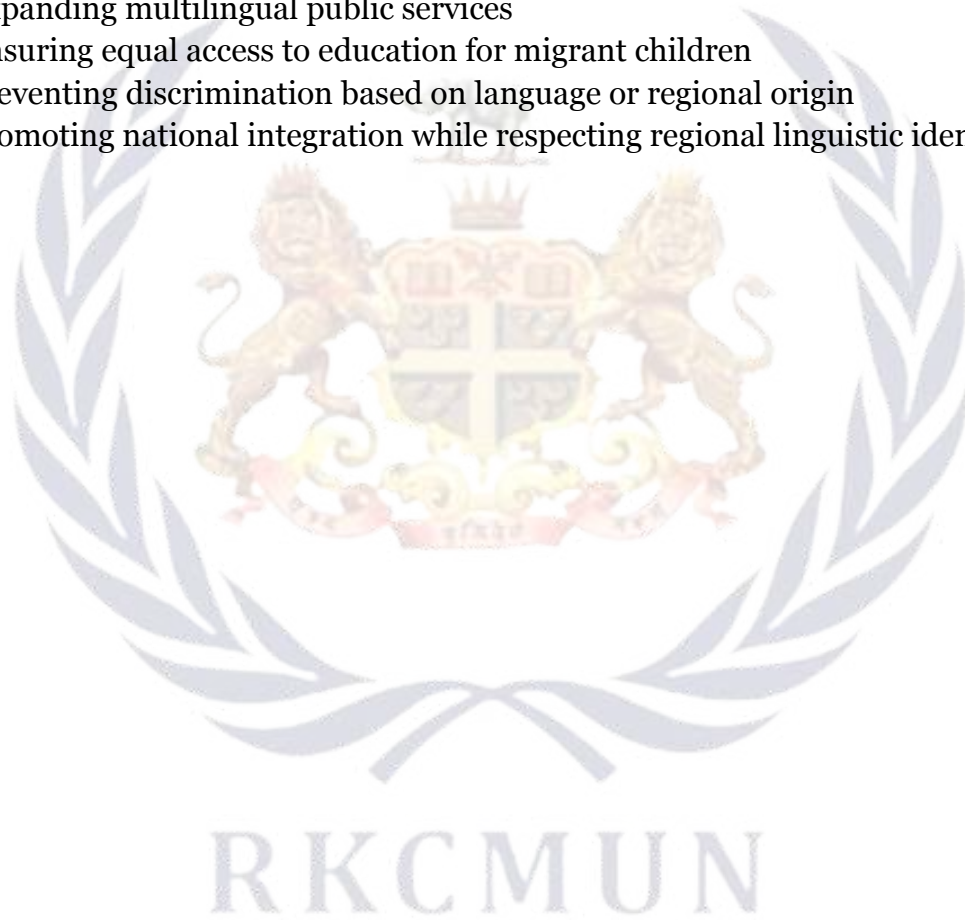 panding multilingual public services
suring equal access to education for migrant children
eventing discrimination based on language or regional origin
omoting national integration while respecting regional linguistic iden
RKCMUN